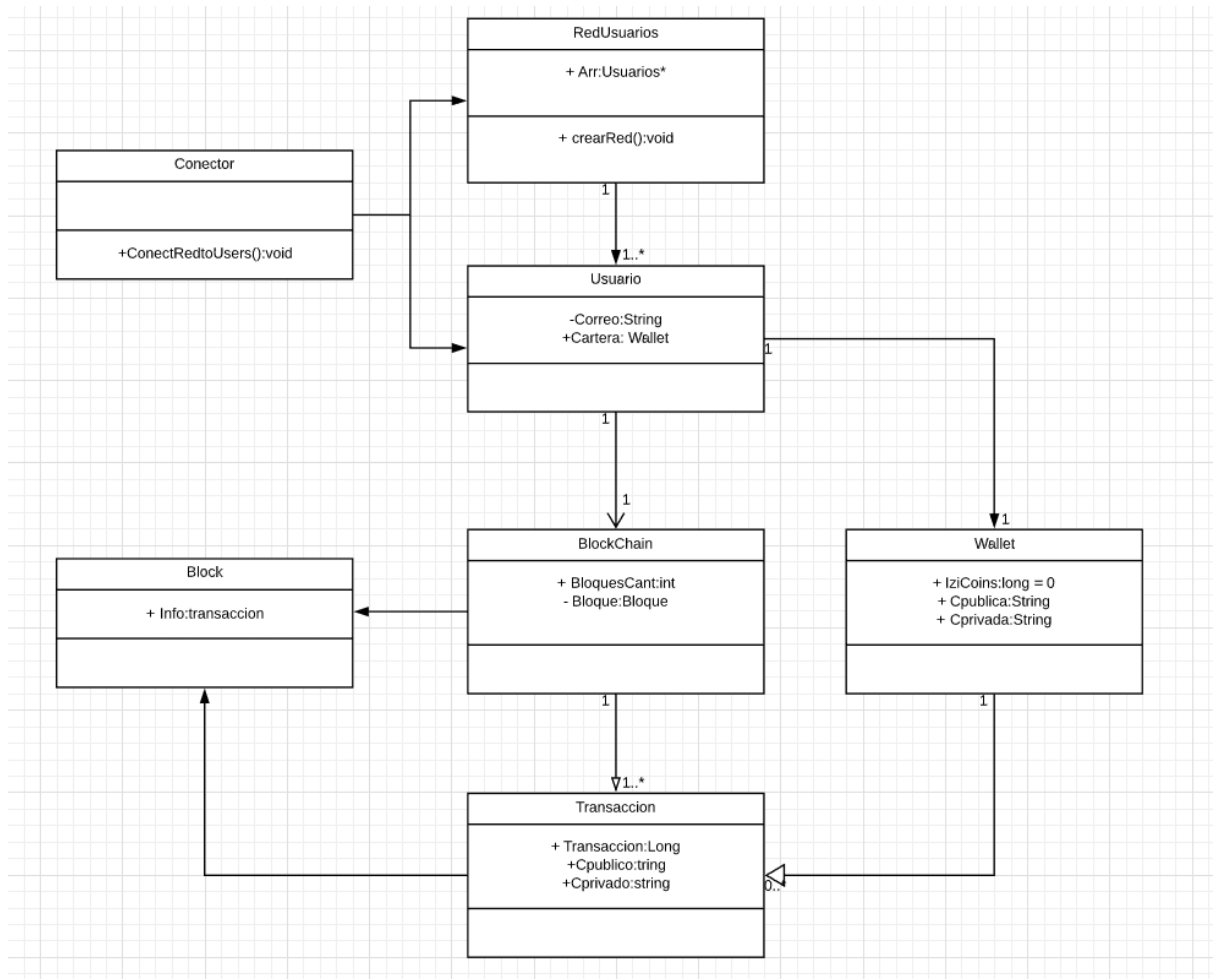 RedUsuarios
+ Arr:Usuarios*
+ crearRed():void
1
Conector
+ConectRedtoUsers():void
1..*
Usuario
-Correo:String
+Cartera: Wallet
1
1
1
1
BlockChain
+ BloquesCant:int
- Bloque:Bloque
1
Wallet
+ IziCoins:long = 0
+ Cpublica:String
+ Cprivada:String
1
Block
+ Info:transaccion
1..*
Transaccion
+ Transaccion:Long
+Cpublico:tring
+Cprivado:string
0..*